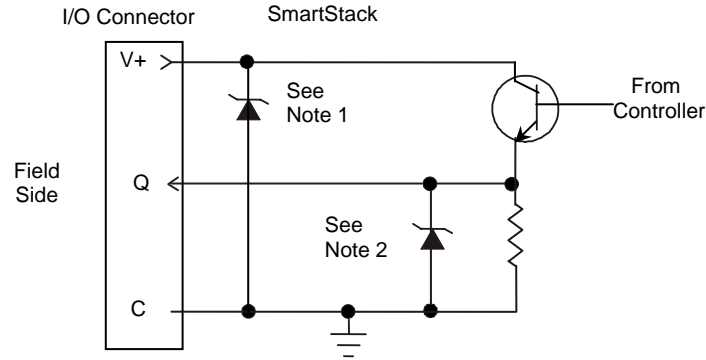 I/O Connector
SmartStack
V+
See
Note 1
From
Controller
Field
Side
Q
See
Note 2
C